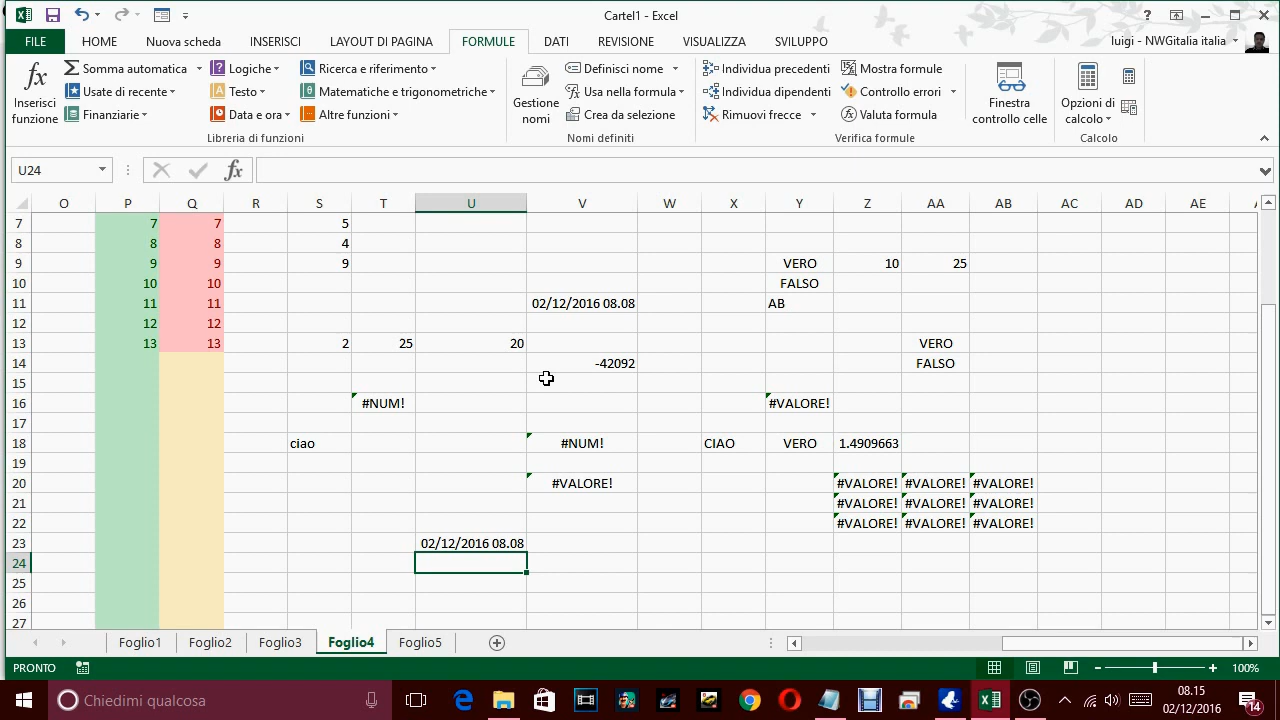 Cartel1 - Excel
FILE HOME Nuova scheda INSERISCI LAYOUT DI PAGINA FORMULE DATI REVISIONE VISUALIZZA SVILUPPO luigi - NWGitalia italia
fx Inserisci funzione
Somma automatica Logiche Ricerca e riferimento
Usate di recente Testo Matematiche e trigonometriche
Finanziarie Data e ora Altre funzioni
Libreria di funzioni
Gestione nomi
Definisci nome
Usa nella formula
Crea da selezione
Nomi definiti
Individua precedenti Mostra formule
Individua dipendenti Controllo errori
Rimuovi frecce Valuta formula
Verifica formule
Finestra controllo celle
Opzioni di calcolo
Calcolo
U24 fx
O P Q R S T U V W X Y Z AA AB AC AD AE
7 7 7 5
8 8 8 4
9 9 9 9 VERO 10 25
10 10 10 FALSO
11 11 11 02/12/2016 08.08 AB
12 12 12
13 13 13 2 25 20 VERO
14 -42092 FALSO
15
16 #NUM! #VALORE!
17
18 ciao #NUM! CIAO VERO 1.4909663
19
20 #VALORE! #VALORE! #VALORE! #VALORE!
21 #VALORE! #VALORE! #VALORE!
22 #VALORE! #VALORE! #VALORE!
23 02/12/2016 08.08
24
25
26
27
Foglio1 Foglio2 Foglio3 Foglio4 Foglio5
PRONTO 100%
Chiedimi qualcosa 08.15
02/12/2016 14